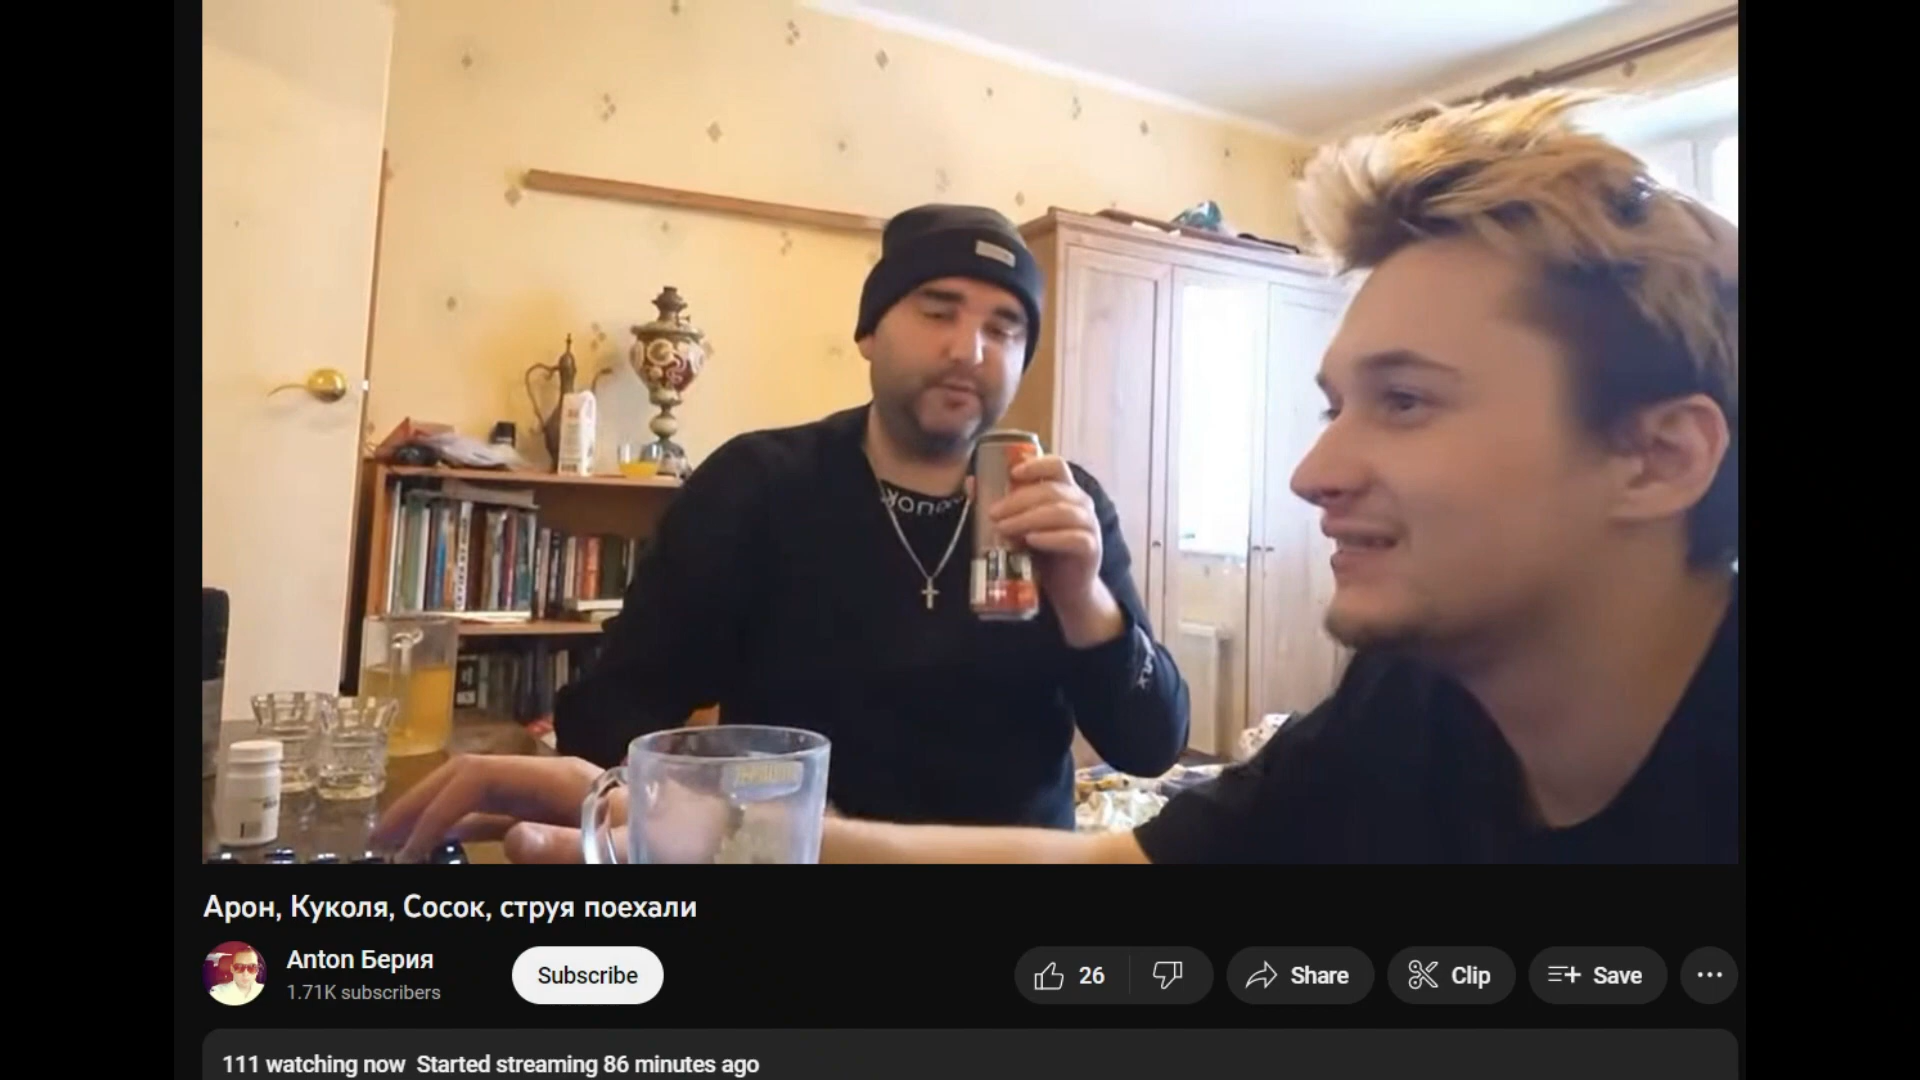 Арон, Куколя, Сосок, струя поехали
Anton Берия
1.71K subscribers
Subscribe
26
Share
Clip
Save
111 watching now Started streaming 86 minutes ago